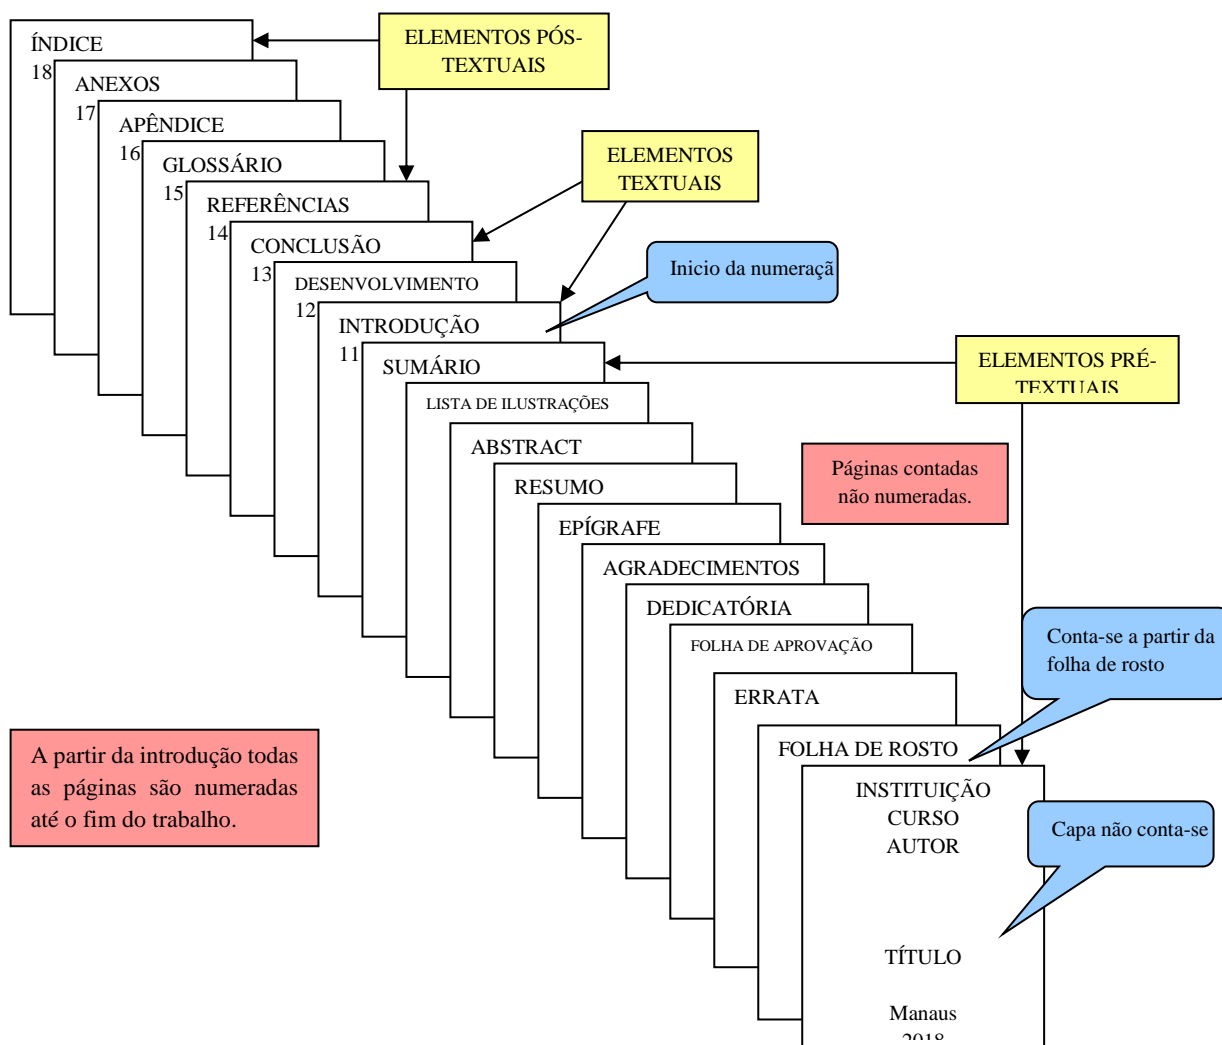 ÍNDICE
18
ELEMENTOS PÓS-
TEXTUAIS
ANEXOS
17
APÊNDICE
16
GLOSSÁRIO
15
ELEMENTOS
TEXTUAIS
REFERÊNCIAS
14
CONCLUSÃO
13
Inicio da numeraçã
DESENVOLVIMENTO
12
INTRODUÇÃO
11
SUMÁRIO
ELEMENTOS PRÉ-
TEXTUAIS
LISTA DE ILUSTRAÇÕES
ABSTRACT
Páginas contadas
não numeradas.
RESUMO
EPÍGRAFE
AGRADECIMENTOS
DEDICATÓRIA
FOLHA DE APROVAÇÃO
Conta-se a partir da
folha de rosto
ERRATA
FOLHA DE ROSTO
A partir da introdução todas
as páginas são numeradas
até o fim do trabalho.
INSTITUIÇÃO
CURSO
AUTOR
Capa não conta-se
TÍTULO
Manaus
2018